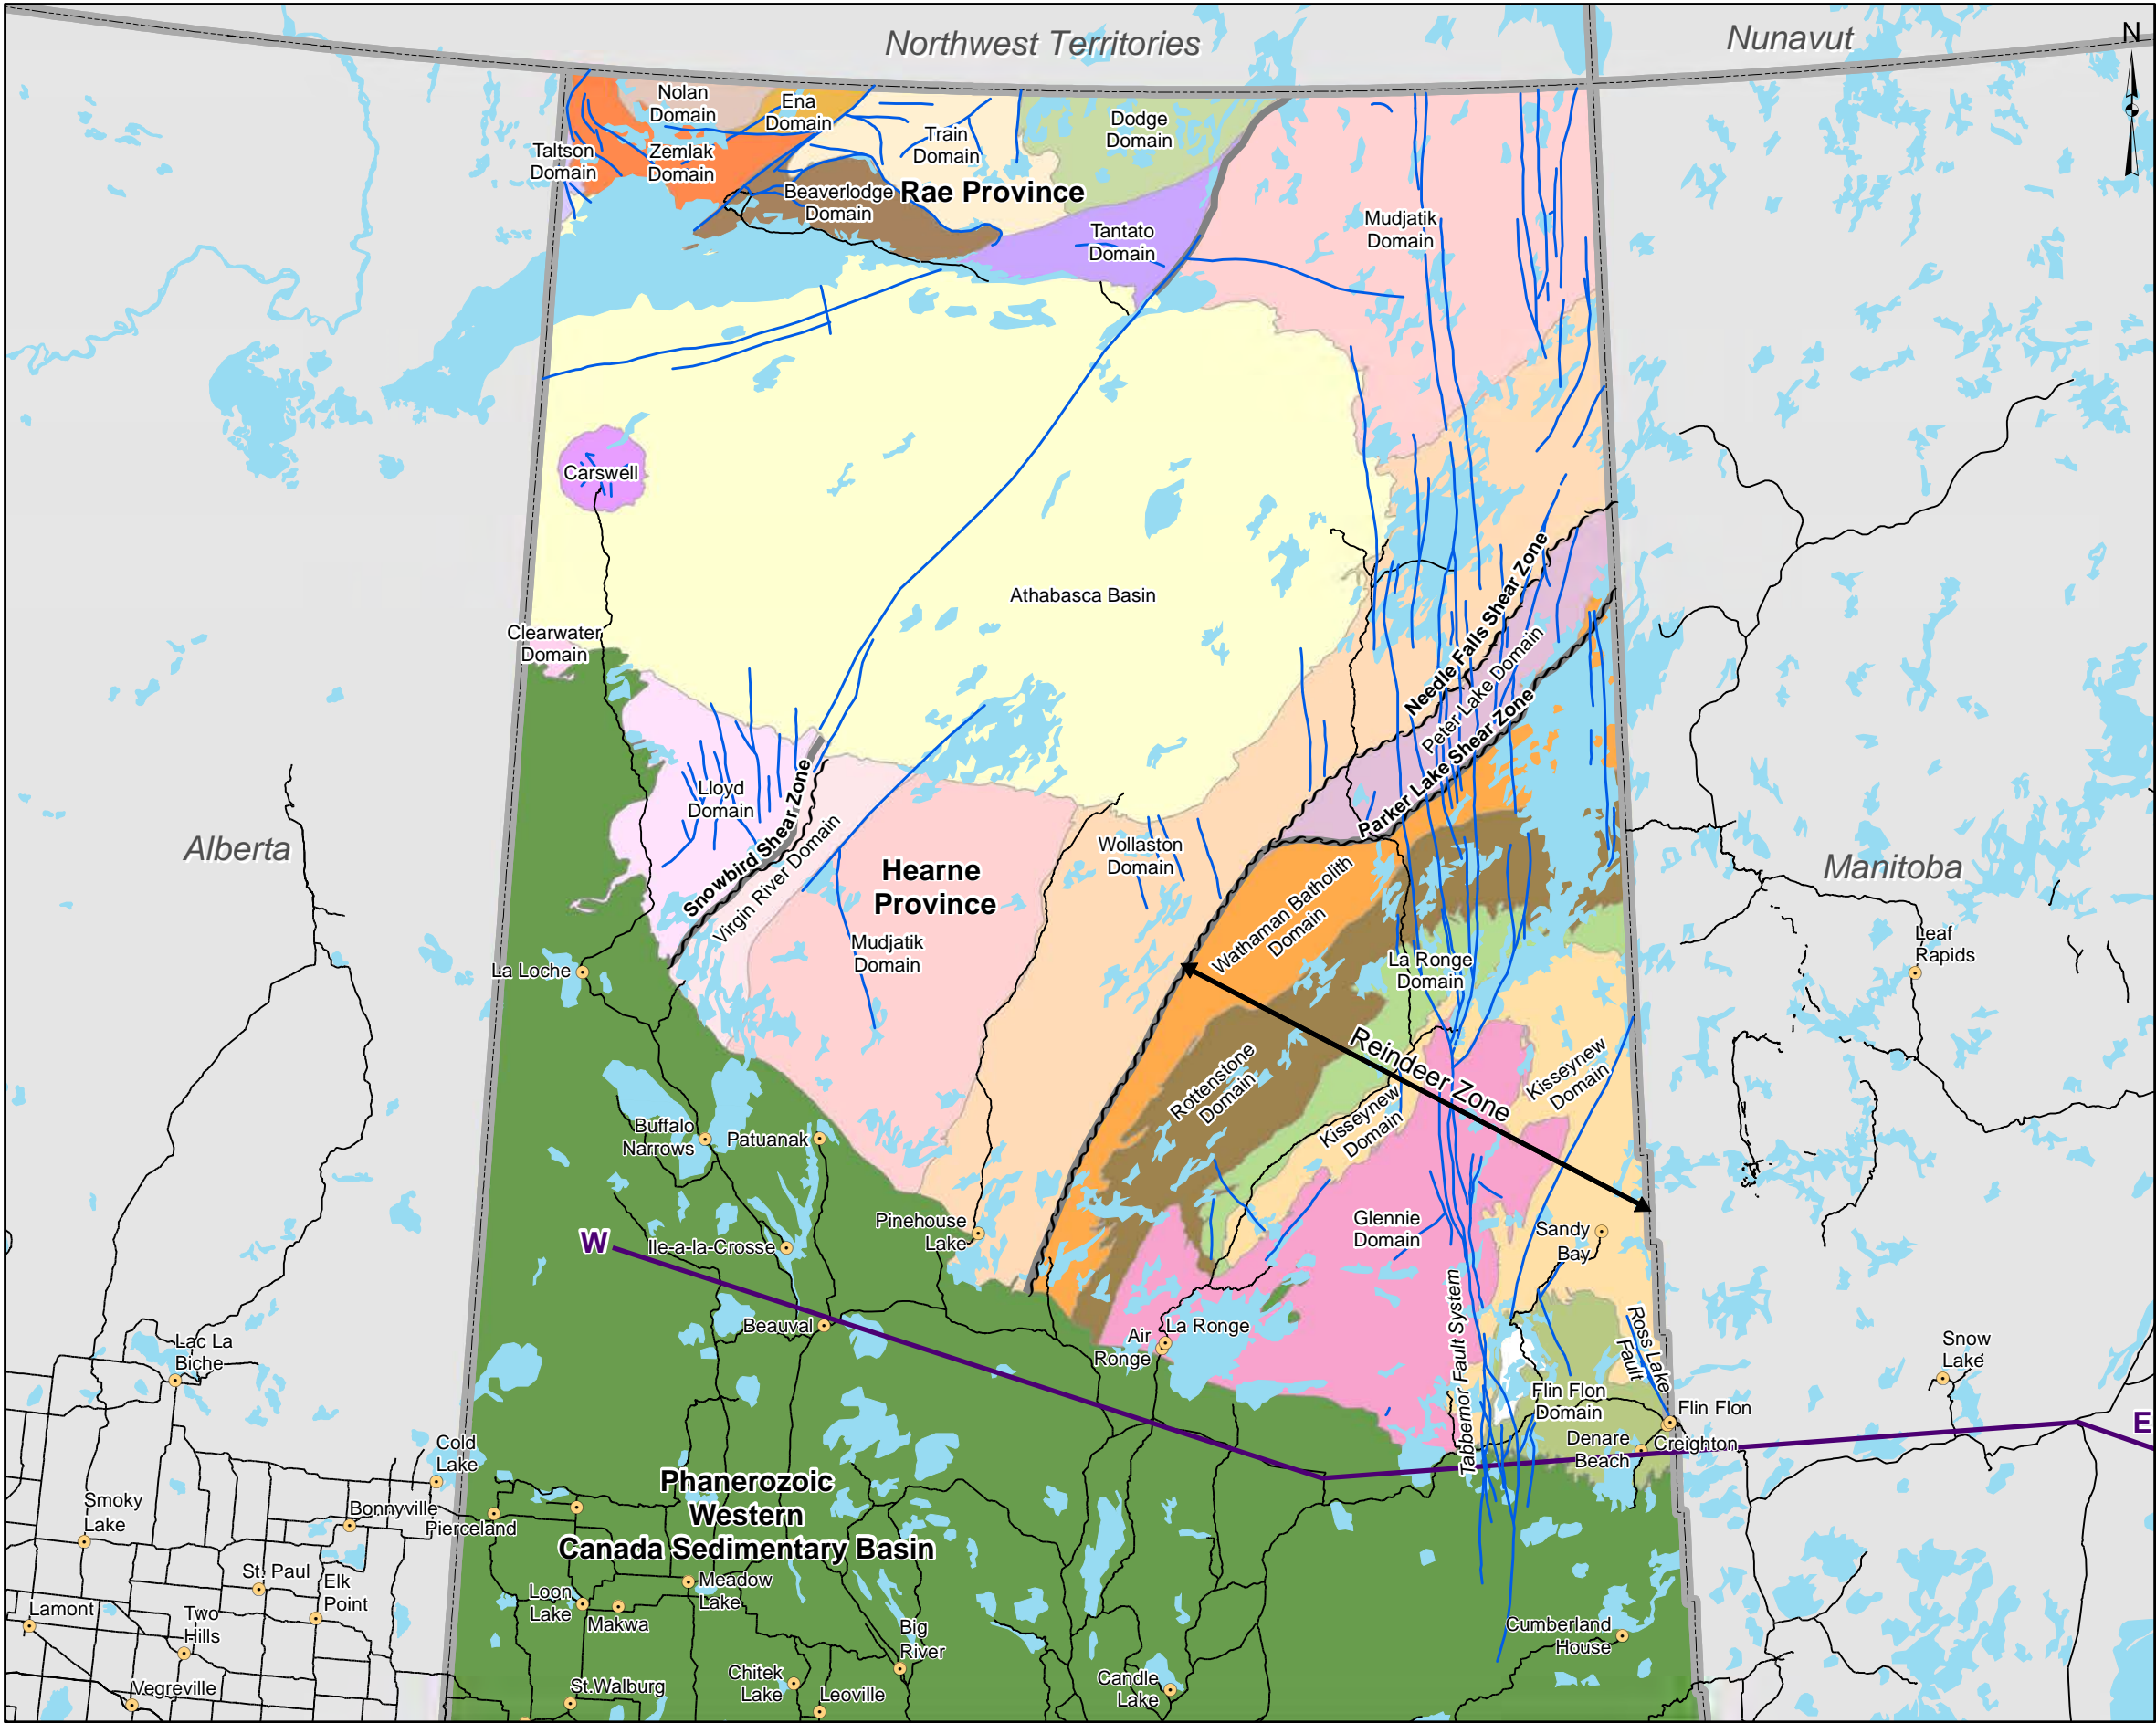 Northwest Territories
Nunavut
N
Nolan
Domain
Ena
Domain
Train
Domain
Dodge
Domain
Taltson
Domain
Zemlak
Domain
Beaverlodge
Domain
Rae Province
Tantato
Domain
Mudjatik
Domain
Carswell
Athabasca Basin
Clearwater
Domain
Needle Falls Shear Zone
Peter Lake Domain
Parker Lake Shear Zone
Lloyd
Domain
Snowbird Shear Zone
Virgin River Domain
Alberta
Hearne
Province
Mudjatik
Domain
Wollaston
Domain
Wathaman Batholith
Domain
Manitoba
La Loche
La Ronge
Domain
Leaf
Rapids
Reindeer Zone
Rottenstone
Domain
Kisseynew
Domain
Kisseynew
Domain
Buffalo
Narrows
Patuanak
Pinehouse
Lake
W
Ile-a-la-Crosse
Glennie
Domain
Sandy
Bay
Beauval
Air
Ronge
La Ronge
Tabbernor Fault System
Ross Lake
Fault
Lac La
Biche
Snow
Lake
Flin Flon
Domain
Flin Flon
E
Denare
Beach
Creighton
Cold
Lake
Phanerozoic
Western
Canada Sedimentary Basin
Smoky
Lake
Bonnyville
Pierceland
St. Paul
Elk
Point
Loon
Lake
Makwa
Meadow
Lake
Lamont
Two
Hills
Big
River
Cumberland
House
Vegreville
St.Walburg
Chitek
Lake
Leoville
Candle
Lake